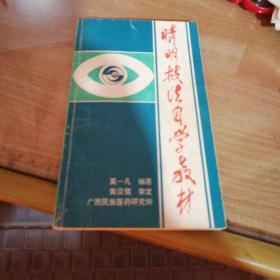 晴明技法自学教材
莫一凡 编著
黄汉儒 审定
广西民族医药研究所